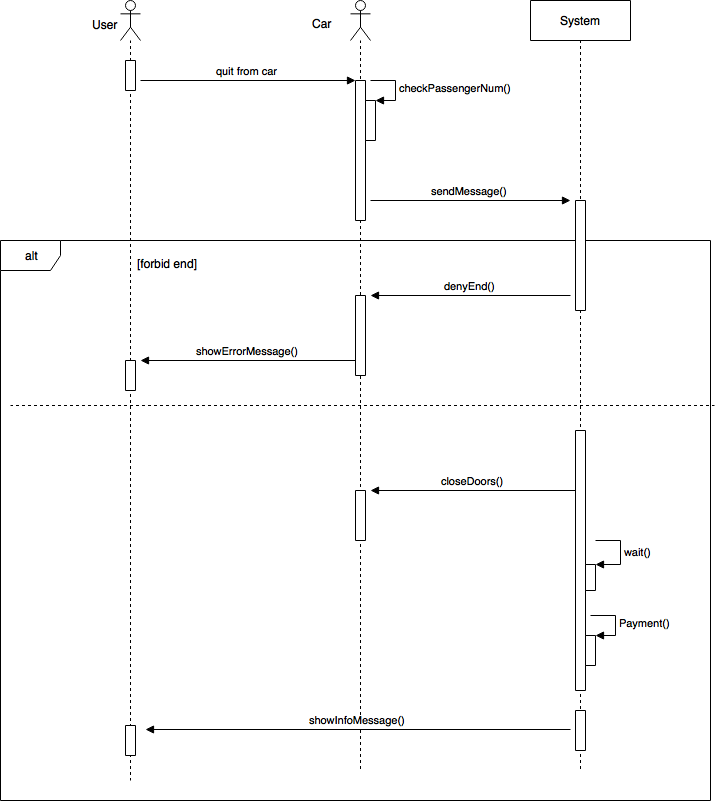 User
Car
System
quit from car
checkPassengerNum()
sendMessage()
alt
[forbid end]
denyEnd()
showErrorMessage()
closeDoors()
wait()
Payment()
showInfoMessage()